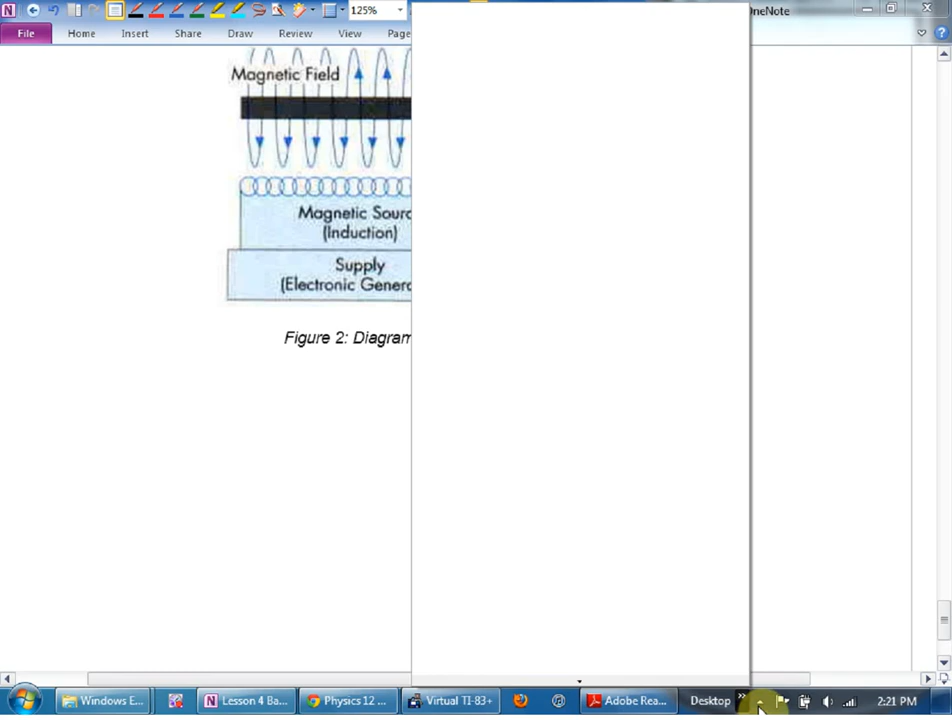 125%
OneNote
File Home Insert Share Draw Review View Page
Magnetic Field
Magnetic Sourc
(Induction)
Supply
(Electronic Genera
Figure 2: Diagram
Windows E... Lesson 4 Ba... Physics 12 ... Virtual TI-83+ Adobe Rea... Desktop » 2:21 PM